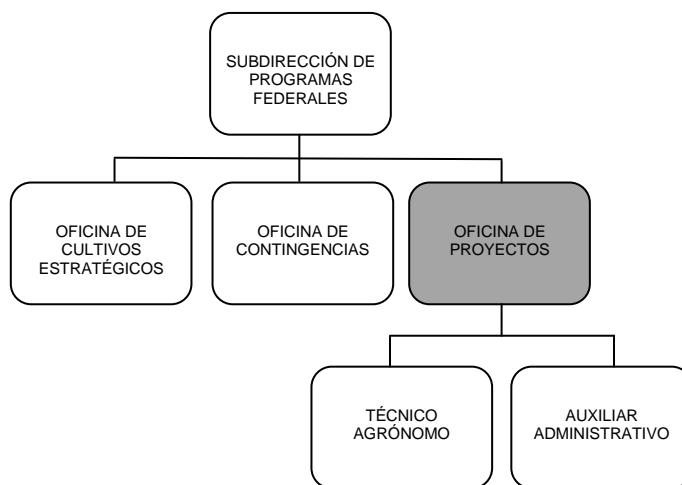 SUBDIRECCIÓN DE
PROGRAMAS
FEDERALES
OFICINA DE
CULTIVOS
ESTRATÉGICOS
OFICINA DE
CONTINGENCIAS
OFICINA DE
PROYECTOS
TÉCNICO
AGRÓNOMO
AUXILIAR
ADMINISTRATIVO